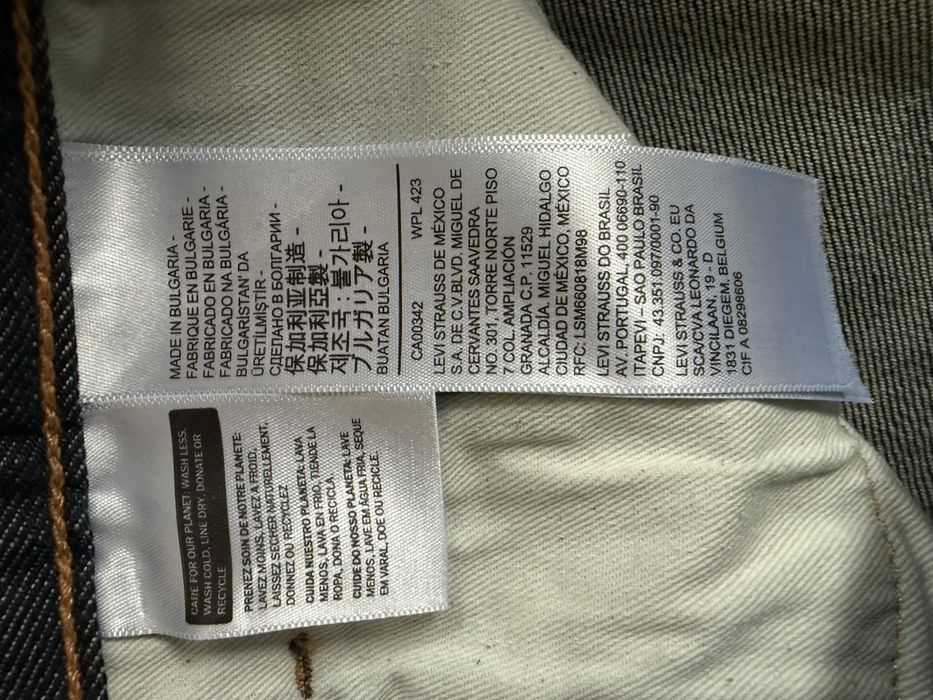 MADE IN BULGARIA -
FABRIQUE EN BULGARIE -
FABRICADO EN BULGARIA -
FABRICADO NA BULGÁRIA -
BULGARİSTAN' DA
ÜRETİLMİŞTİR -
СДЕЛАНО В БОЛГАРИИ -
保加利亚制造 -
保加利亞製 -
제조국 : 불가리아 -
ブルガリア製 -
BUATAN BULGARIA
CA00342 WPL 423
LEVI STRAUSS DE MÉXICO
S.A. DE C.V.BLVD. MIGUEL DE
CERVANTES SAAVEDRA
NO. 301, TORRE NORTE PISO
7 COL. AMPLIACIÓN
GRANADA C.P. 11529
ALCALDÍA MIGUEL HIDALGO
CIUDAD DE MÉXICO, MÉXICO
RFC: LSM660818M98
LEVI STRAUSS DO BRASIL
AV. PORTUGAL, 400 06690-110
ITAPEVI – SAO PAULO BRASIL
CNPJ: 43.351.097/0001-90
LEVI STRAUSS & CO. EU
SCA/CVA LEONARDO DA
VINCILAAN, 19 - D
1831 DIEGEM. BELGIUM
CIF A 08298606
CARE FOR OUR PLANET: WASH LESS,
WASH COLD, LINE DRY, DONATE OR
RECYCLE
PRENEZ SOIN DE NOTRE PLANETE:
LAVEZ MOINS, LAVEZ A FROID,
LAISSEZ SÉCHER NATURELLEMENT,
DONNEZ OU RECYCLEZ
CUIDA NUESTRO PLANETA: LAVA
MENOS, LAVA EN FRIO, TIENDE LA
ROPA, DONA O RECICLA.
CUIDE DO NOSSO PLANETA: LAVE
MENOS, LAVE EM ÁGUA FRIA, SEQUE
EM VARAL, DOE OU RECICLE.